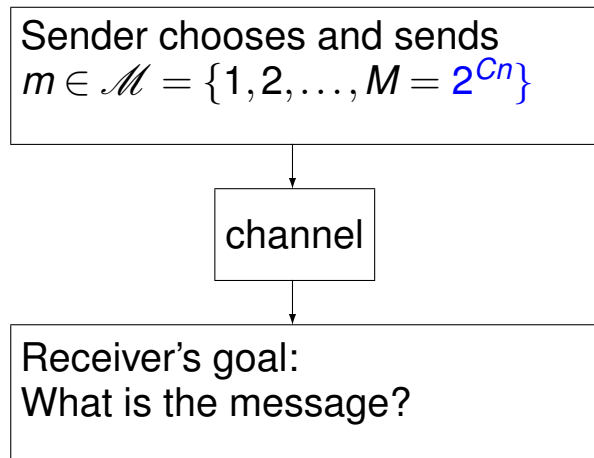 Sender chooses and sends
m ∈ ℳ = {1, 2, ..., M = 2^{Cn}}
channel
Receiver's goal:
What is the message?